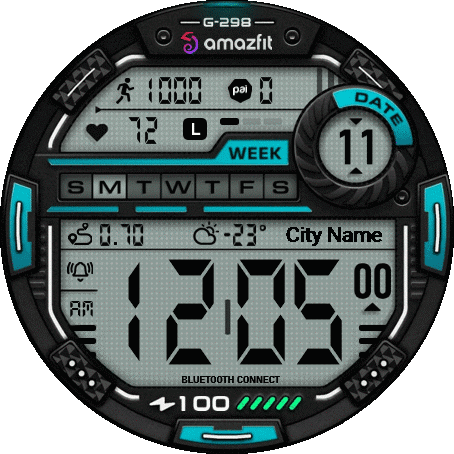 G-298
amazfit
1000 pai 0
72 L
DATE
11
WEEK
S M T W T F S
0.70 -23° City Name
AM
12:05 00
BLUETOOTH CONNECT
100